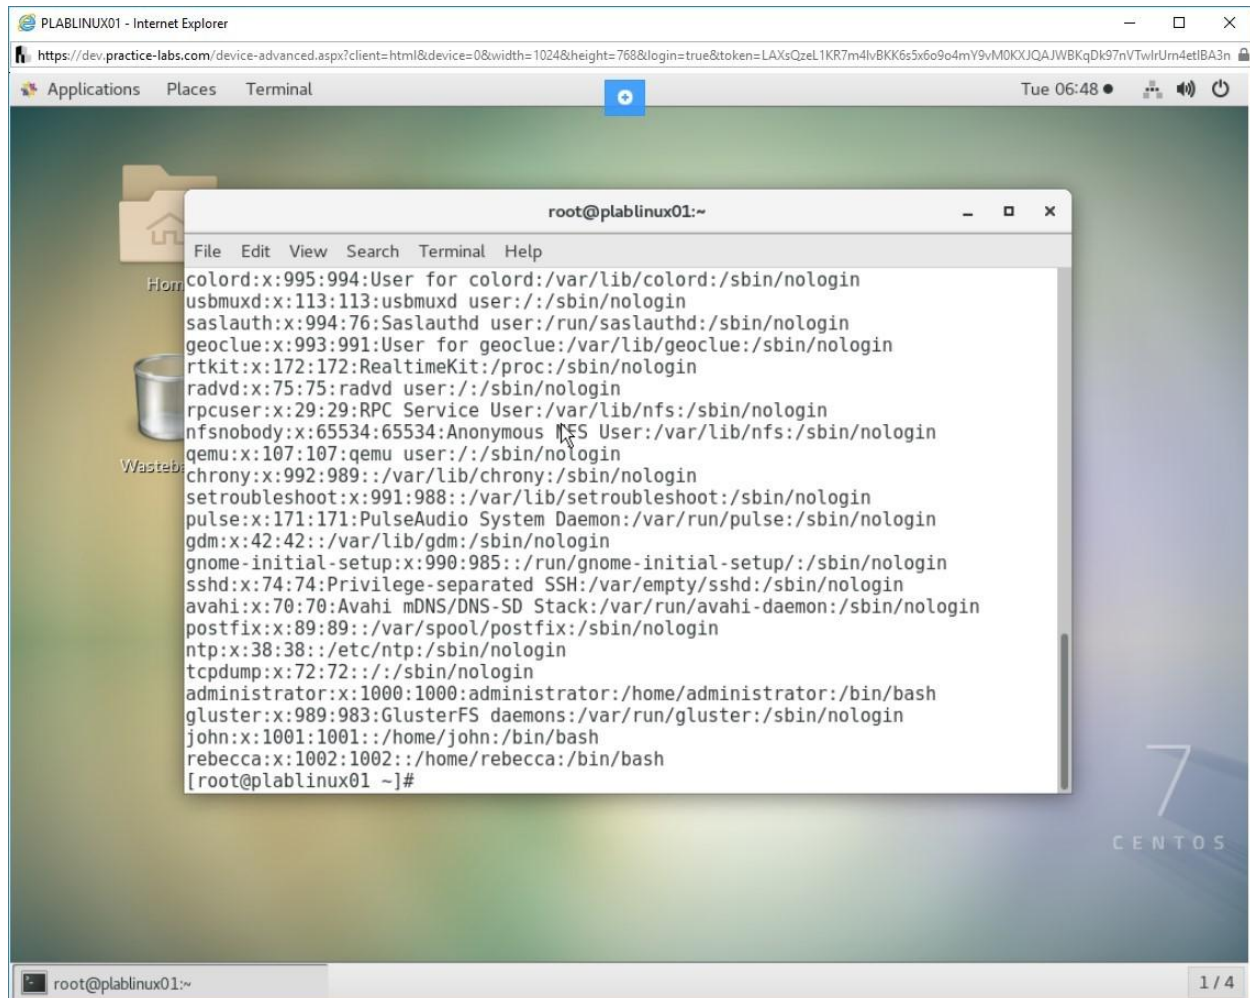 PLABLINUX01 - Internet Explorer
https://dev.practice-labs.com/device-advanced.aspx?client=html&device=0&width=1024&height=768&login=true&token=
Applications Places Terminal Tue 06:48
root@plablinux01:~
File Edit View Search Terminal Help
colord:x:995:994:User for colord:/var/lib/colord:/sbin/nologin
usbmuxd:x:113:113:usbmuxd user:/:/sbin/nologin
saslauth:x:994:76:Saslauthd user:/run/saslauthd:/sbin/nologin
geoclue:x:993:991:User for geoclue:/var/lib/geoclue:/sbin/nologin
rtkit:x:172:172:RealtimeKit:/proc:/sbin/nologin
radvd:x:75:75:radvd user:/:/sbin/nologin
rpcuser:x:29:29:RPC Service User:/var/lib/nfs:/sbin/nologin
nfsnobody:x:65534:65534:Anonymous NFS User:/var/lib/nfs:/sbin/nologin
qemu:x:107:107:qemu user:/:/sbin/nologin
chrony:x:992:989::/var/lib/chrony:/sbin/nologin
setroubleshoot:x:991:988::/var/lib/setroubleshoot:/sbin/nologin
pulse:x:171:171:PulseAudio System Daemon:/var/run/pulse:/sbin/nologin
gdm:x:42:42::/var/lib/gdm:/sbin/nologin
gnome-initial-setup:x:990:985::/run/gnome-initial-setup/:/sbin/nologin
sshd:x:74:74:Privilege-separated SSH:/var/empty/sshd:/sbin/nologin
avahi:x:70:70:Avahi mDNS/DNS-SD Stack:/var/run/avahi-daemon:/sbin/nologin
postfix:x:89:89::/var/spool/postfix:/sbin/nologin
ntp:x:38:38::/etc/ntp:/sbin/nologin
tcpdump:x:72:72::/:/sbin/nologin
administrator:x:1000:1000:administrator:/home/administrator:/bin/bash
gluster:x:989:983:GlusterFS daemons:/var/run/gluster:/sbin/nologin
john:x:1001:1001::/home/john:/bin/bash
rebecca:x:1002:1002::/home/rebecca:/bin/bash
[root@plablinux01 ~]#
Hom
Wasteb
7
CENTOS
root@plablinux01:~ 1 / 4